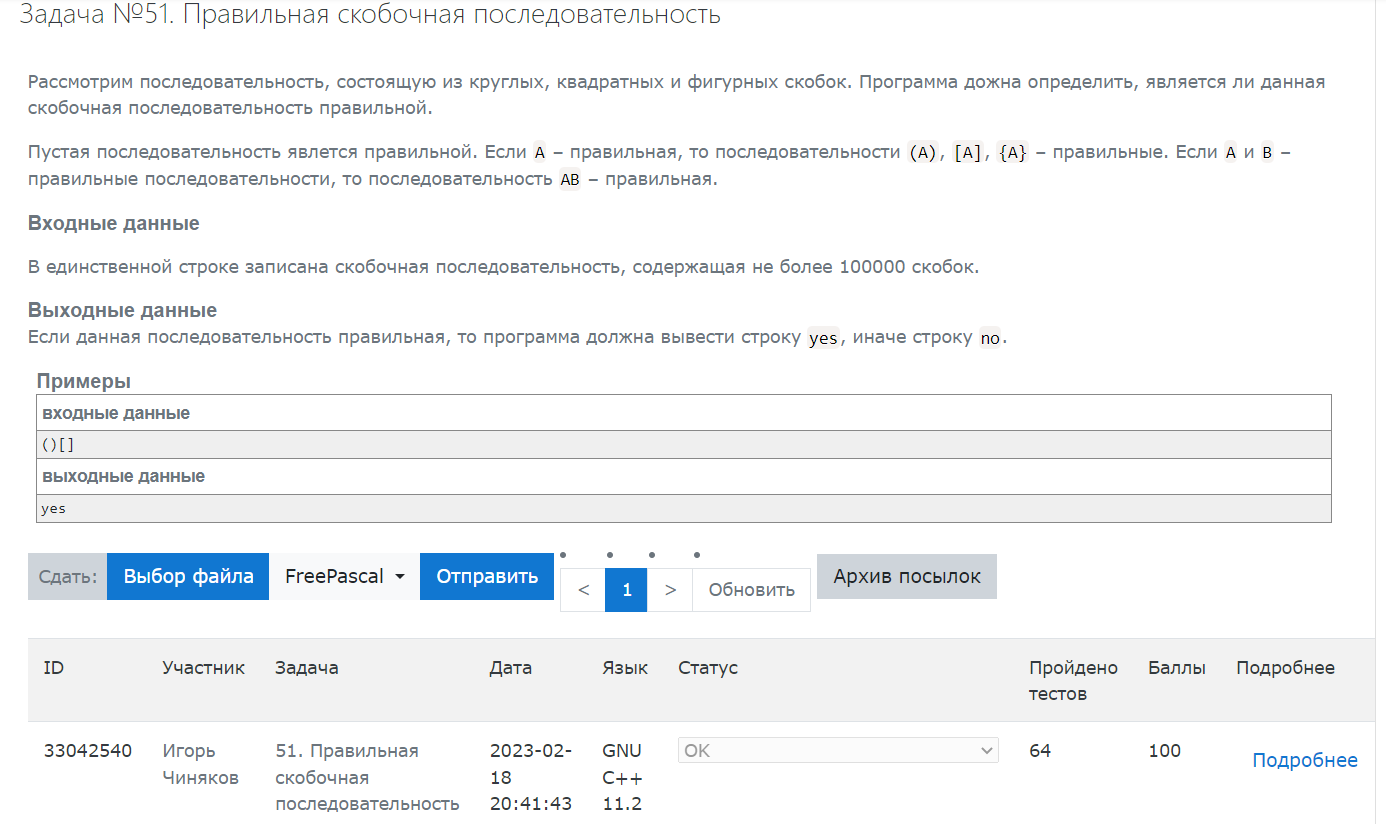 Задача №51. Правильная скобочная последовательность
Рассмотрим последовательность, состоящую из круглых, квадратных и фигурных скобок. Программа дожна определить, является ли данная
скобочная последовательность правильной.
Пустая последовательность явлется правильной. Если A – правильная, то последовательности (A), [A], {A} – правильные. Если A и B –
правильные последовательности, то последовательность AB – правильная.
Входные данные
В единственной строке записана скобочная последовательность, содержащая не более 100000 скобок.
Выходные данные
Если данная последовательность правильная, то программа должна вывести строку yes, иначе строку no.
Примеры
входные данные
()[]
выходные данные
yes
Сдать: Выбор файла FreePascal Отправить < 1 > Обновить Архив посылок
ID Участник Задача Дата Язык Статус Пройдено Баллы Подробнее
тестов
33042540 Игорь 51. Правильная 2023-02- GNU OK 64 100 Подробнее
Чиняков скобочная 18 C++
последовательность 20:41:43 11.2